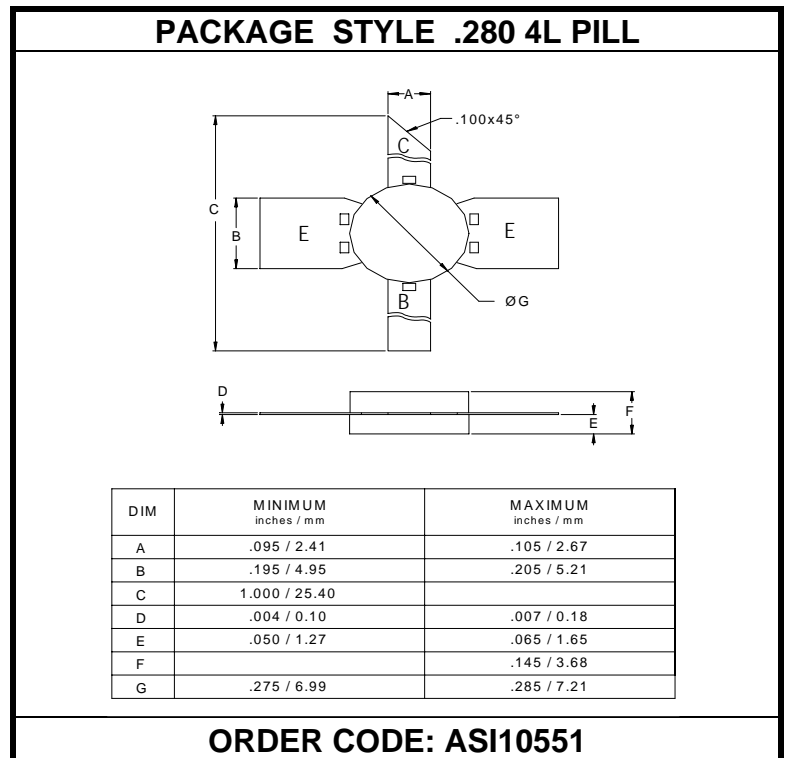 PACKAGE STYLE .280 4L PILL
A
.100x45°
C
C
B
E
E
B
ØG
D
E
F
DIM MINIMUM MAXIMUM
inches / mm inches / mm
A .095 / 2.41 .105 / 2.67
B .195 / 4.95 .205 / 5.21
C 1.000 / 25.40
D .004 / 0.10 .007 / 0.18
E .050 / 1.27 .065 / 1.65
F .145 / 3.68
G .275 / 6.99 .285 / 7.21
ORDER CODE: ASI10551